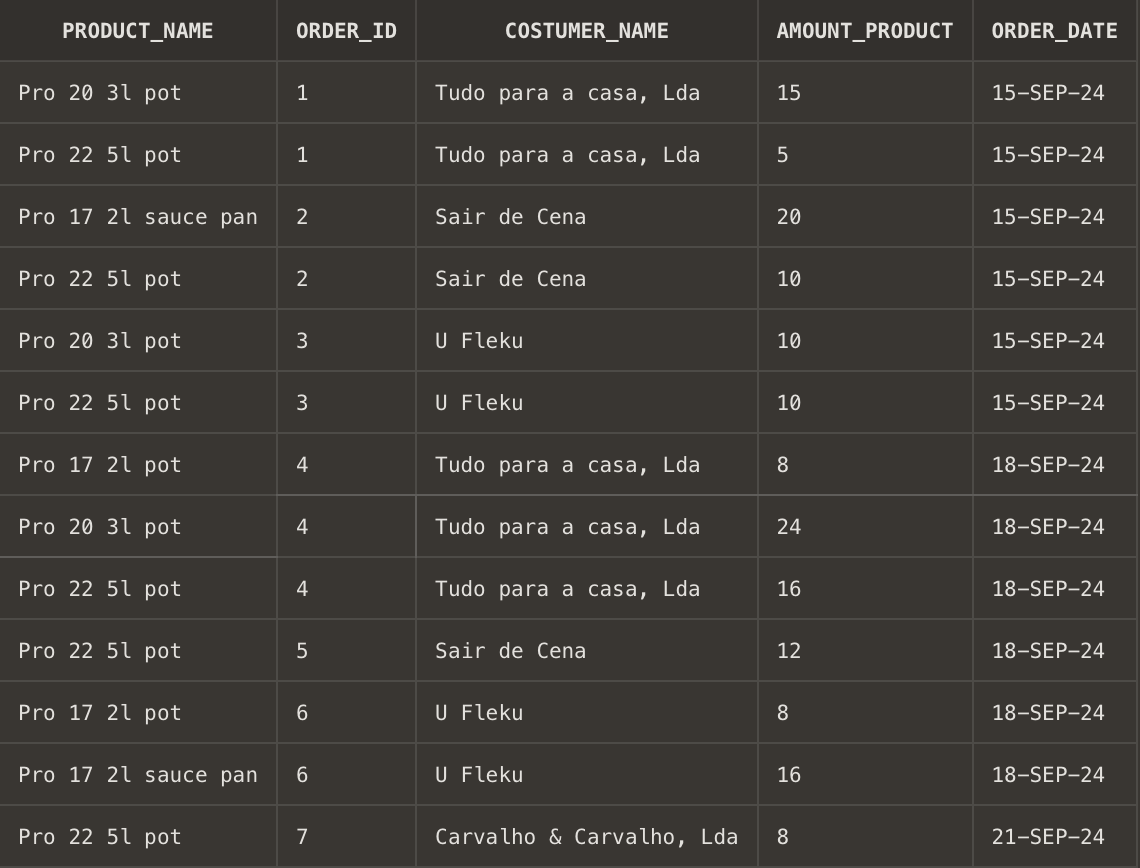 PRODUCT_NAME ORDER_ID COSTUMER_NAME AMOUNT_PRODUCT ORDER_DATE
Pro 20 3l pot 1 Tudo para a casa, Lda 15 15-SEP-24
Pro 22 5l pot 1 Tudo para a casa, Lda 5 15-SEP-24
Pro 17 2l sauce pan 2 Sair de Cena 20 15-SEP-24
Pro 22 5l pot 2 Sair de Cena 10 15-SEP-24
Pro 20 3l pot 3 U Fleku 10 15-SEP-24
Pro 22 5l pot 3 U Fleku 10 15-SEP-24
Pro 17 2l pot 4 Tudo para a casa, Lda 8 18-SEP-24
Pro 20 3l pot 4 Tudo para a casa, Lda 24 18-SEP-24
Pro 22 5l pot 4 Tudo para a casa, Lda 16 18-SEP-24
Pro 22 5l pot 5 Sair de Cena 12 18-SEP-24
Pro 17 2l pot 6 U Fleku 8 18-SEP-24
Pro 17 2l sauce pan 6 U Fleku 16 18-SEP-24
Pro 22 5l pot 7 Carvalho & Carvalho, Lda 8 21-SEP-24